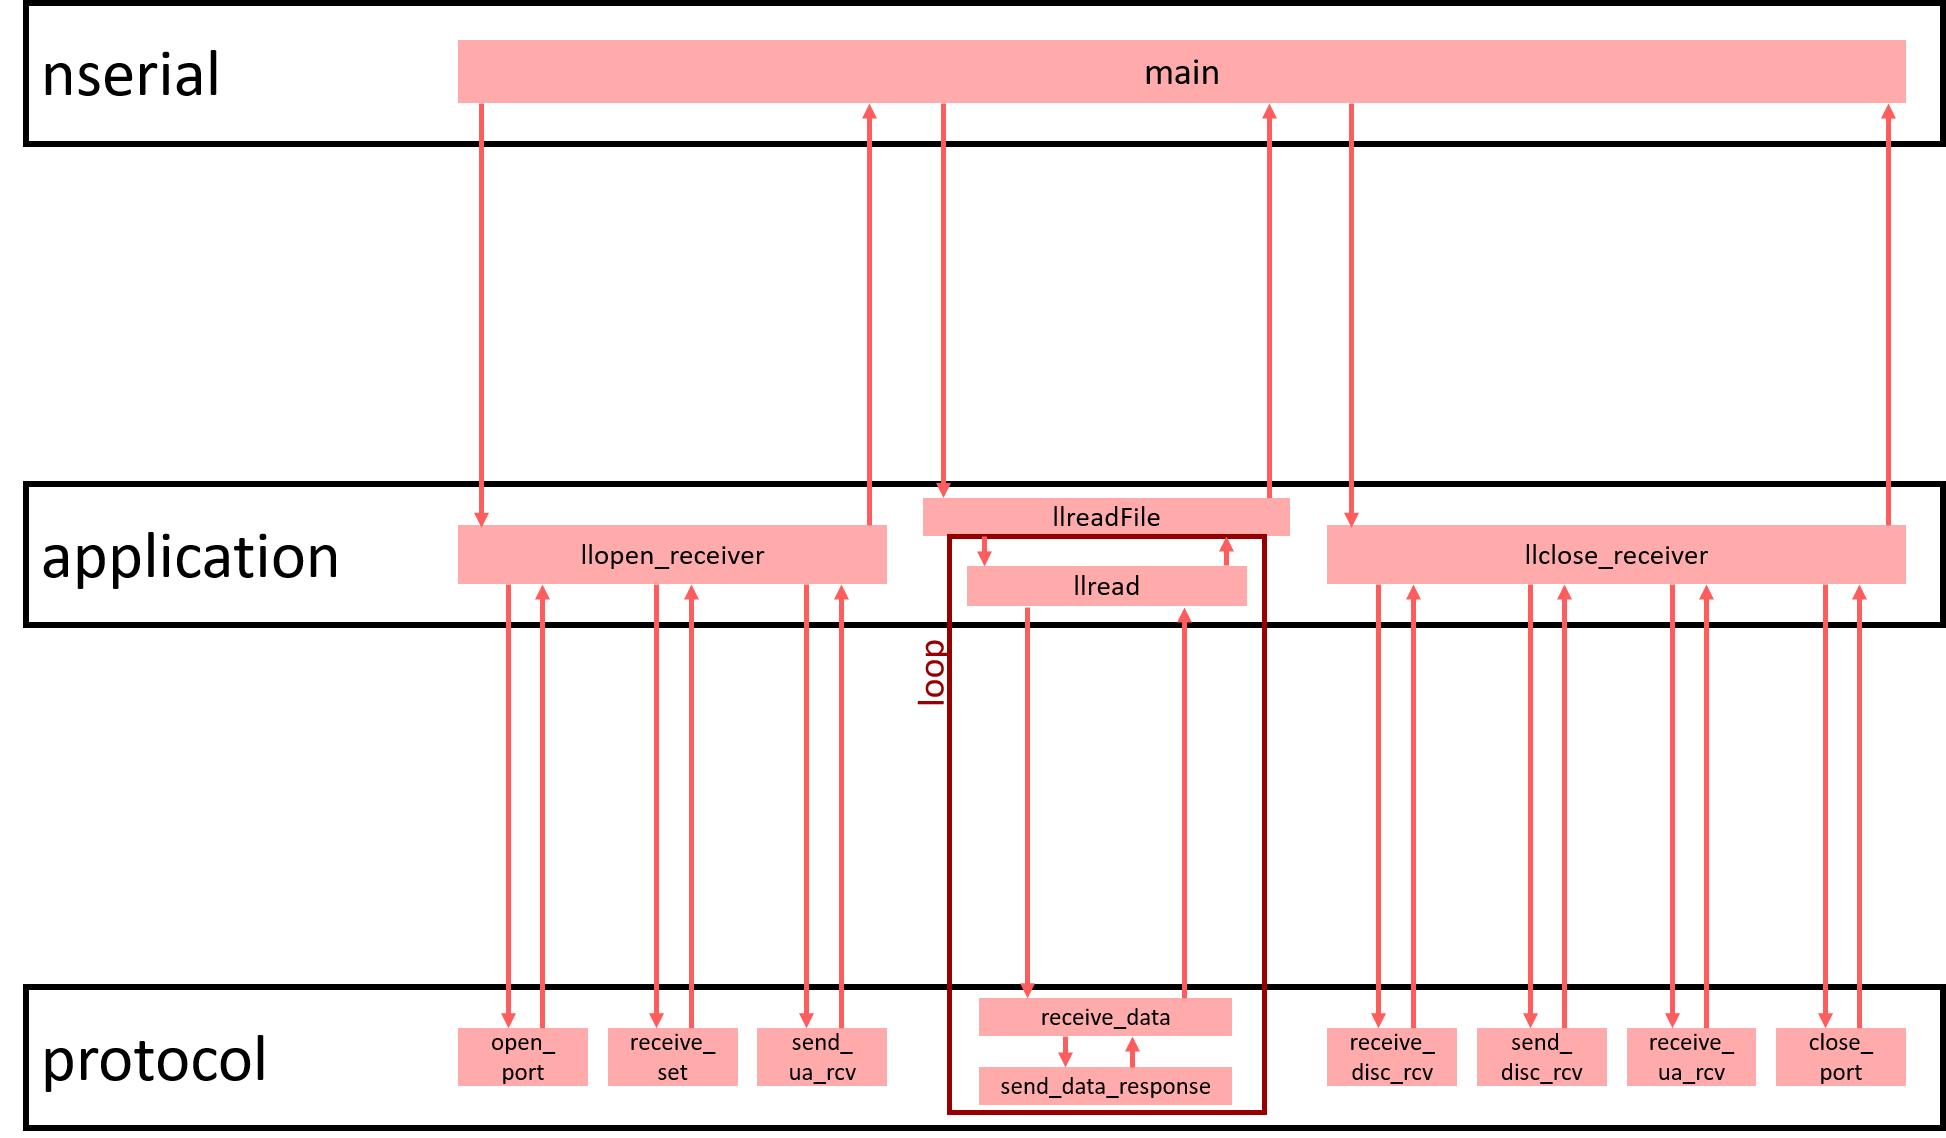 nserial
main
application
llopen_receiver
llreadFile
llread
llclose_receiver
loop
protocol
open_
port
receive_
set
send_
ua_rcv
receive_data
send_data_response
receive_
disc_rcv
send_
disc_rcv
receive_
ua_rcv
close_
port